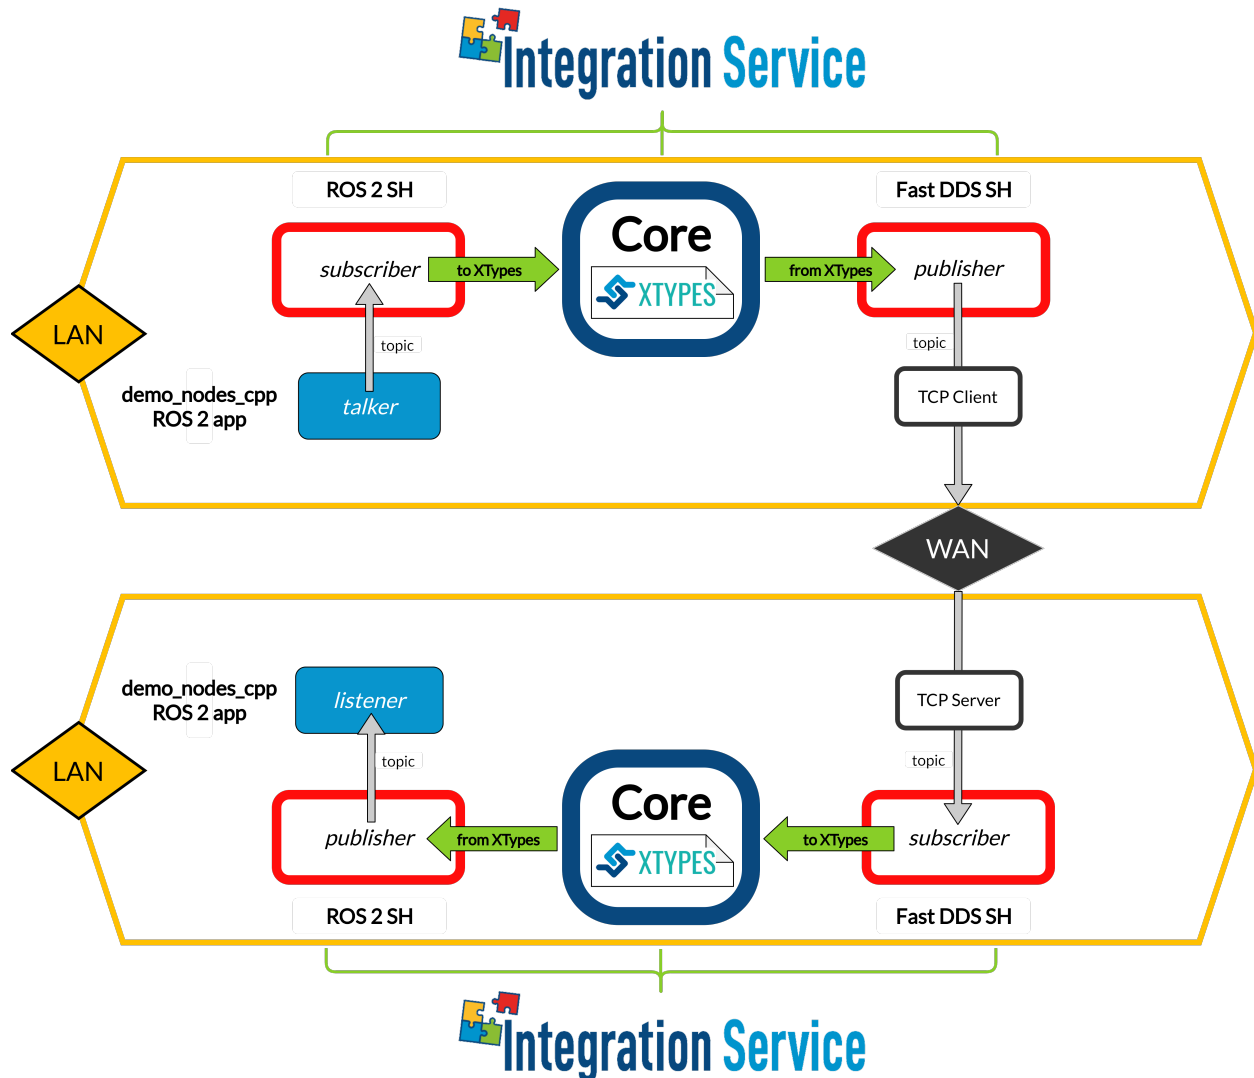 Integration Service
ROS 2 SH
Fast DDS SH
Core
XTYPES
subscriber
to XTypes
from XTypes
publisher
LAN
topic
topic
demo_nodes_cpp
ROS 2 app
talker
TCP Client
WAN
demo_nodes_cpp
ROS 2 app
listener
TCP Server
LAN
topic
topic
Core
XTYPES
publisher
from XTypes
to XTypes
subscriber
ROS 2 SH
Fast DDS SH
Integration Service